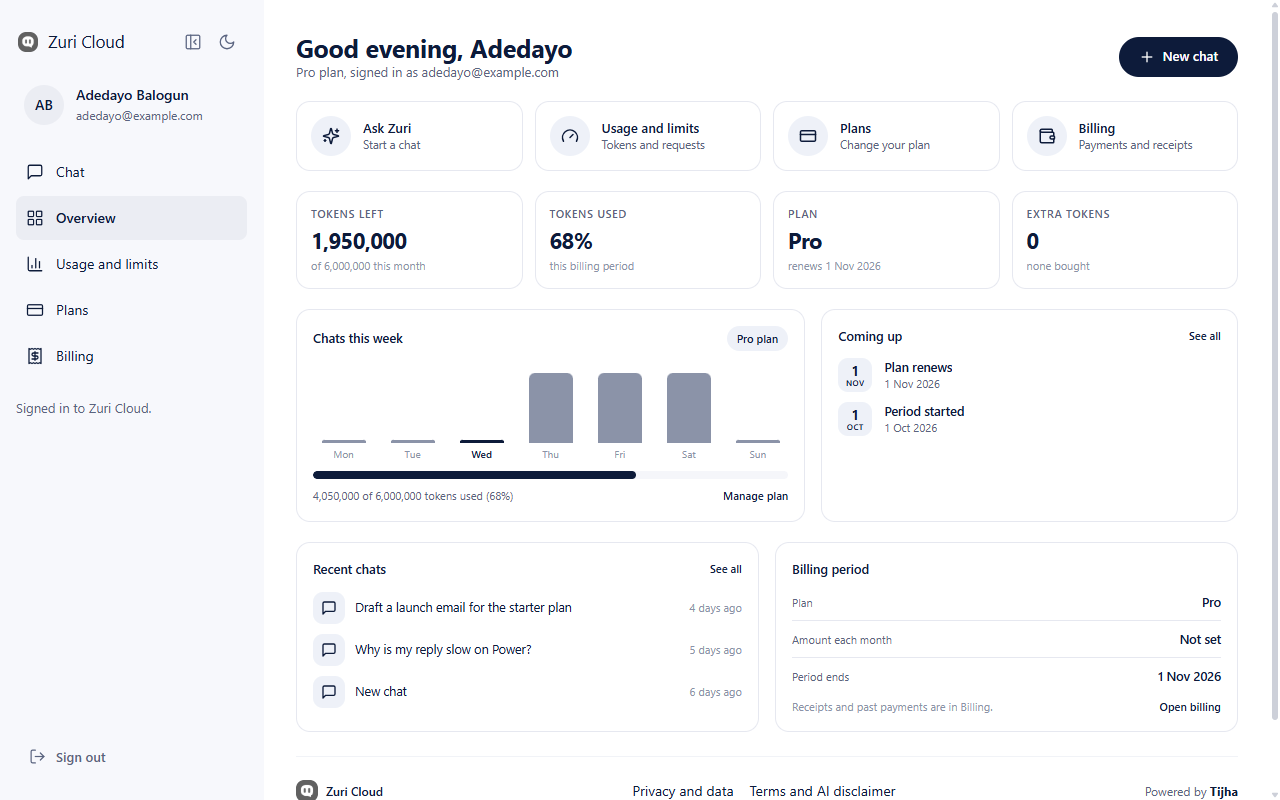 Zuri Cloud
AB
Adedayo Balogun
adedayo@example.com
Chat
Overview
Usage and limits
Plans
Billing
Signed in to Zuri Cloud.
Sign out
Good evening, Adedayo
Pro plan, signed in as adedayo@example.com
New chat
Ask Zuri
Start a chat
Usage and limits
Tokens and requests
Plans
Change your plan
Billing
Payments and receipts
TOKENS LEFT
1,950,000
of 6,000,000 this month
TOKENS USED
68%
this billing period
PLAN
Pro
renews 1 Nov 2026
EXTRA TOKENS
0
none bought
Chats this week
Pro plan
Mon Tue Wed Thu Fri Sat Sun
4,050,000 of 6,000,000 tokens used (68%)
Manage plan
Coming up
See all
1
NOV
Plan renews
1 Nov 2026
1
OCT
Period started
1 Oct 2026
Recent chats
See all
Draft a launch email for the starter plan
4 days ago
Why is my reply slow on Power?
5 days ago
New chat
6 days ago
Billing period
Plan
Pro
Amount each month
Not set
Period ends
1 Nov 2026
Receipts and past payments are in Billing.
Open billing
Zuri Cloud
Privacy and data
Terms and AI disclaimer
Powered by Tijha